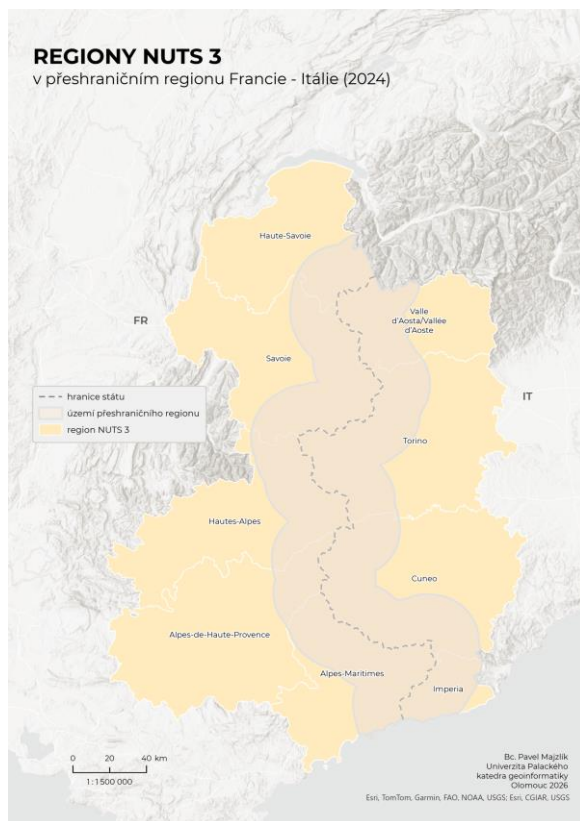 REGIONY NUTS 3
v přeshraničním regionu Francie - Itálie (2024)
Haute-Savoie
Valle
d'Aosta/Vallée
d'Aoste
FR
Savoie
IT
hranice státu
území přeshraničního regionu
region NUTS 3
Torino
Hautes-Alpes
Cuneo
Alpes-de-Haute-Provence
Alpes-Maritimes
Imperia
0 20 40 km
1:1 500 000
Bc. Pavel Majzlík
Univerzita Palackého
katedra geoinformatiky
Olomouc 2026
Esri, TomTom, Garmin, FAO, NOAA, USGS; Esri, CGIAR, USGS